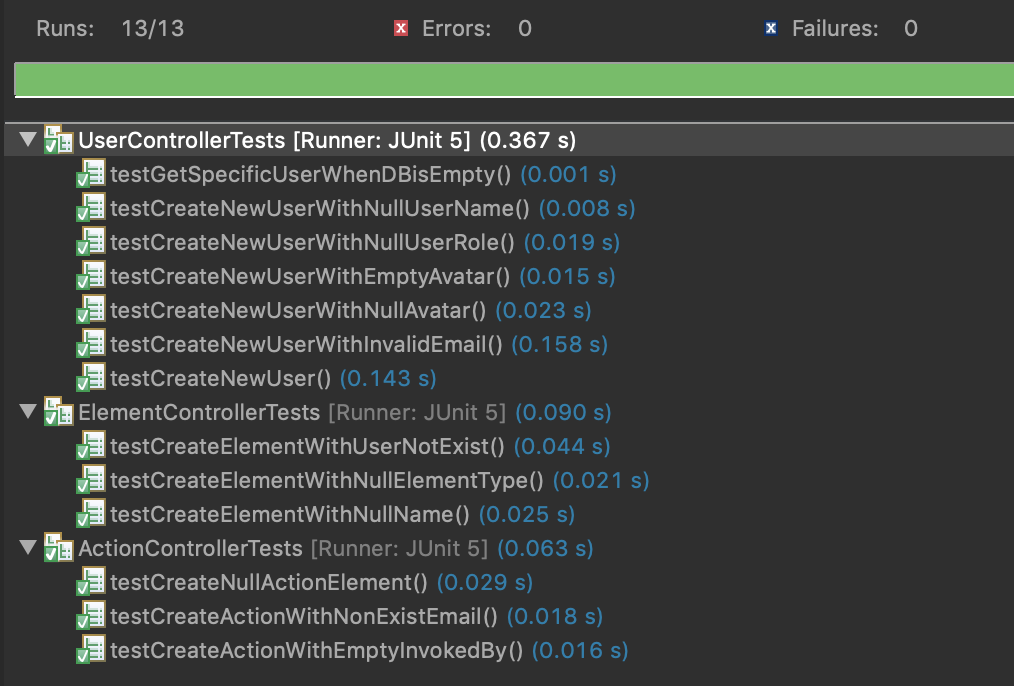 Runs: 13/13 Errors: 0 Failures: 0
UserControllerTests [Runner: JUnit 5] (0.367 s)
testGetSpecificUserWhenDBisEmpty() (0.001 s)
testCreateNewUserWithNullUserName() (0.008 s)
testCreateNewUserWithNullUserRole() (0.019 s)
testCreateNewUserWithEmptyAvatar() (0.015 s)
testCreateNewUserWithNullAvatar() (0.023 s)
testCreateNewUserWithInvalidEmail() (0.158 s)
testCreateNewUser() (0.143 s)
ElementControllerTests [Runner: JUnit 5] (0.090 s)
testCreateElementWithUserNotExist() (0.044 s)
testCreateElementWithNullElementType() (0.021 s)
testCreateElementWithNullName() (0.025 s)
ActionControllerTests [Runner: JUnit 5] (0.063 s)
testCreateNullActionElement() (0.029 s)
testCreateActionWithNonExistEmail() (0.018 s)
testCreateActionWithEmptyInvokedBy() (0.016 s)